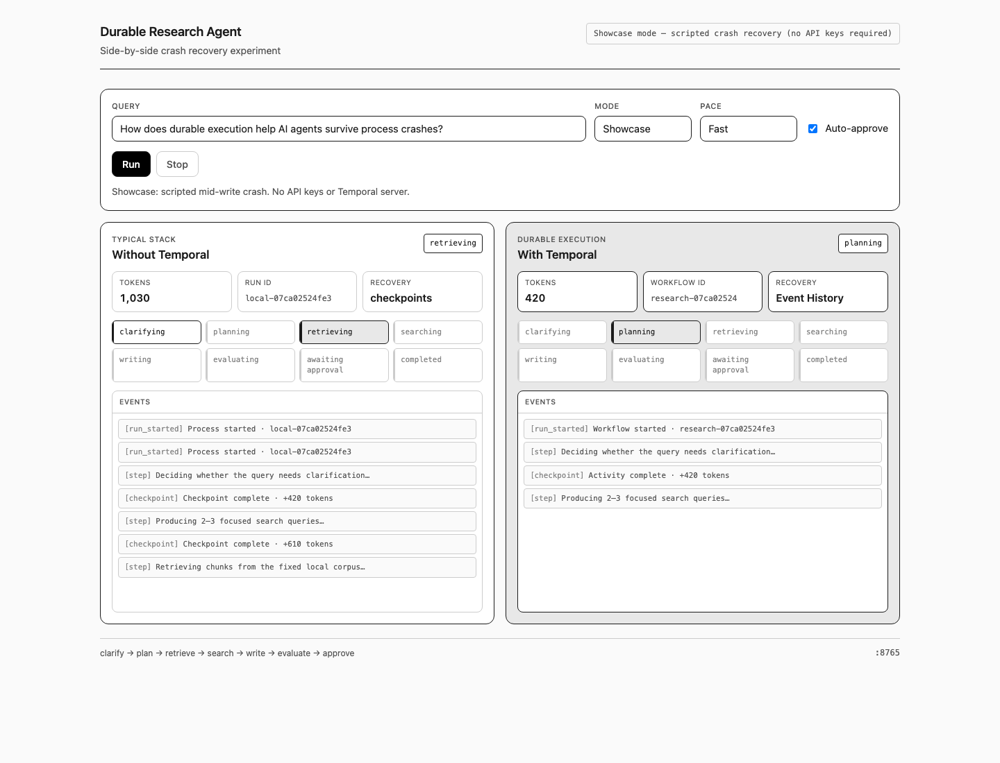 Durable Research Agent
Side-by-side crash recovery experiment
Showcase mode — scripted crash recovery (no API keys required)
QUERY
MODE
PACE
How does durable execution help AI agents survive process crashes?
Showcase
Fast
Auto-approve
Run
Stop
Showcase: scripted mid-write crash. No API keys or Temporal server.
TYPICAL STACK
Without Temporal
retrieving
TOKENS
1,030
RUN ID
local-07ca02524fe3
RECOVERY
checkpoints
clarifying
planning
retrieving
searching
writing
evaluating
awaiting
approval
completed
EVENTS
[run_started] Process started · local-07ca02524fe3
[run_started] Process started · local-07ca02524fe3
[step] Deciding whether the query needs clarification…
[checkpoint] Checkpoint complete · +420 tokens
[step] Producing 2–3 focused search queries…
[checkpoint] Checkpoint complete · +610 tokens
[step] Retrieving chunks from the fixed local corpus…
DURABLE EXECUTION
With Temporal
planning
TOKENS
420
WORKFLOW ID
research-07ca02524
RECOVERY
Event History
clarifying
planning
retrieving
searching
writing
evaluating
awaiting
approval
completed
EVENTS
[run_started] Workflow started · research-07ca02524fe3
[step] Deciding whether the query needs clarification…
[checkpoint] Activity complete · +420 tokens
[step] Producing 2–3 focused search queries…
clarify → plan → retrieve → search → write → evaluate → approve
:8765